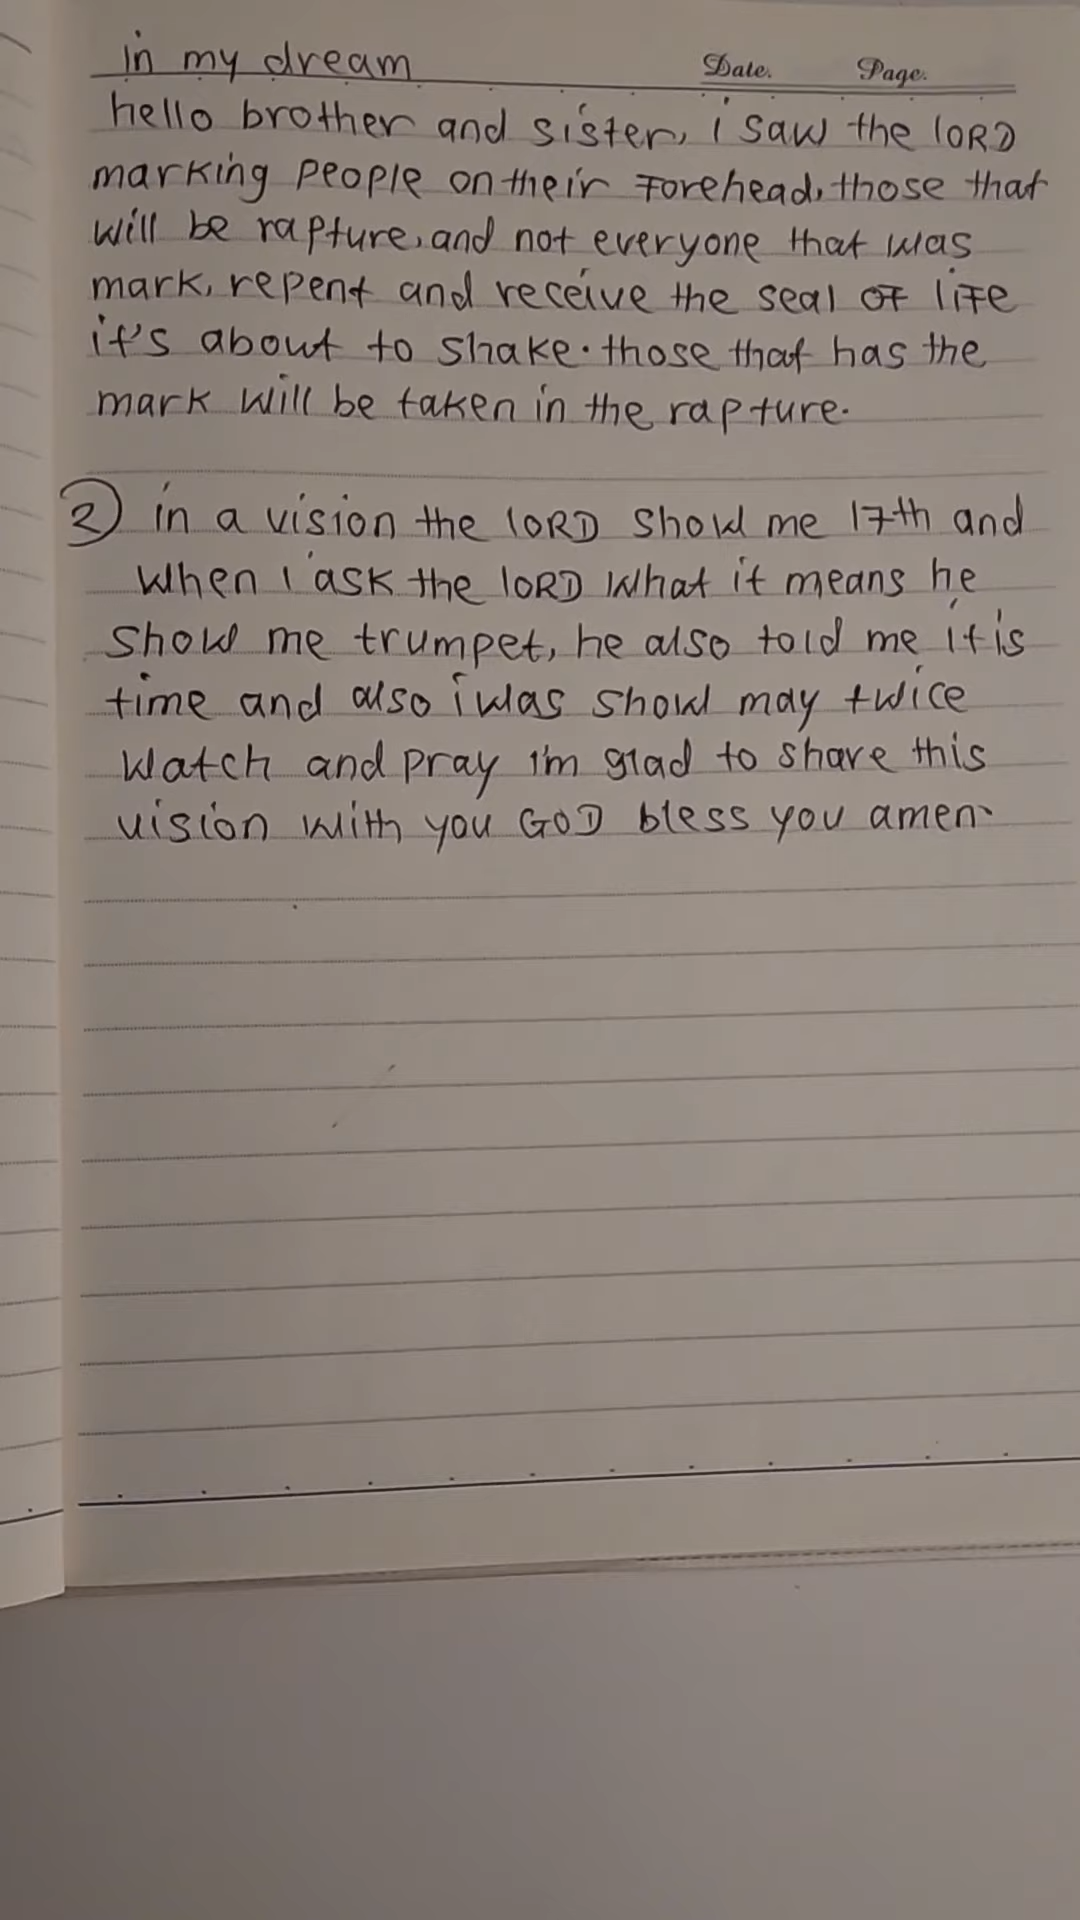 in my dream
Date. Page.
hello brother and sister, i saw the lORD
marking people on their Forehead, those that
will be rapture, and not everyone that was
mark, repent and receive the seal of life
it's about to shake. those that has the
mark will be taken in the rapture.
2 in a vision the lORD show me 17th and
when i ask the lORD what it means he
show me trumpet, he also told me it is
time and also i was show may twice
watch and pray i'm glad to share this
vision with you GOD bless you amen.